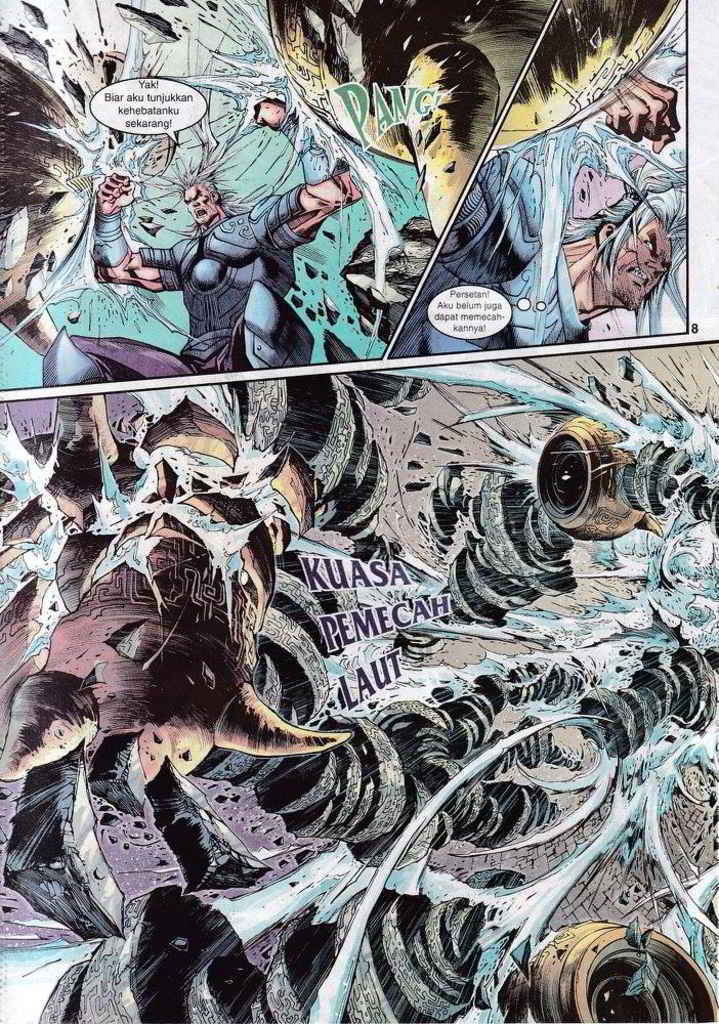 Yak!
Biar aku tunjukkan
kehebatanku
sekarang!
PANG!
Persetan!
Aku belum juga
dapat memecah-
kannya!
8
KUASA
PEMECAH
LAUT